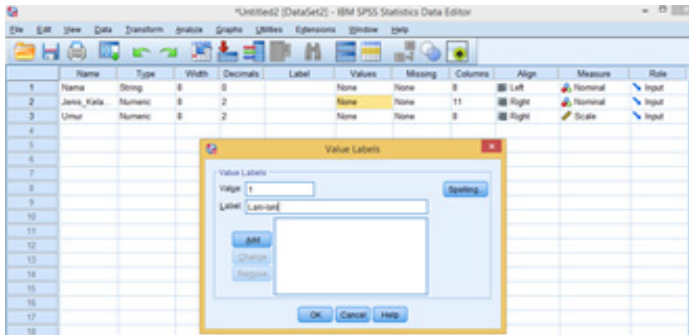 *Untitled2 [DataSet2] - IBM SPSS Statistics Data Editor
File Edit View Data Transform Analyze Graphs Utilities Extensions Window Help
Name Type Width Decimals Label Values Missing Columns Align Measure Role
1 Nama String 8 0 None None 8 Left Nominal Input
2 Jenis_Kela... Numeric 8 2 None None 11 Right Nominal Input
3 Umur Numeric 8 2 None None 8 Right Scale Input
4
5
6
7
8
9
10
11
12
13
14
15
16
17
18
Value Labels
Value Labels
Value: 1
Spelling...
Label:
Add
Change
Remove
OK Cancel Help